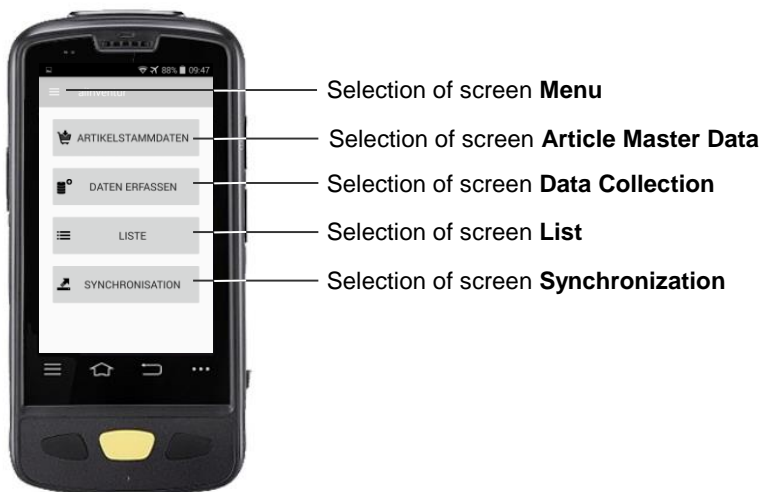 88% 09:47
allinventur
Selection of screen Menu
ARTIKELSTAMMDATEN
Selection of screen Article Master Data
DATEN ERFASSEN
Selection of screen Data Collection
LISTE
Selection of screen List
SYNCHRONISATION
Selection of screen Synchronization